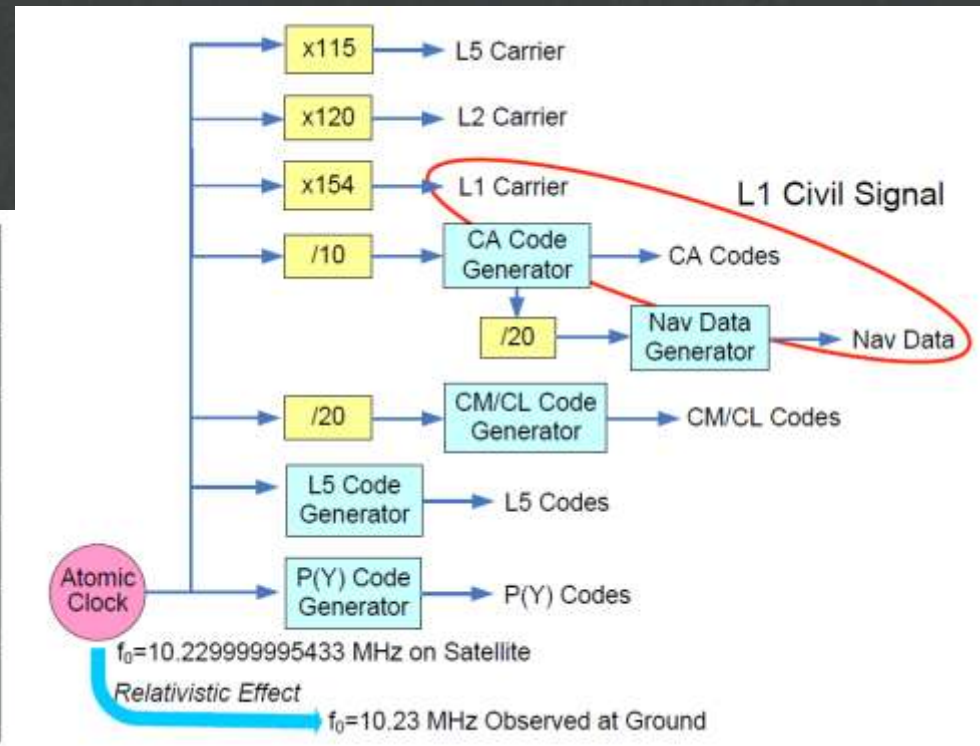 x115
L5 Carrier
x120
L2 Carrier
x154
L1 Carrier
L1 Civil Signal
/10
CA Code
Generator
CA Codes
/20
Nav Data
Generator
Nav Data
/20
CM/CL Code
Generator
CM/CL Codes
L5 Code
Generator
L5 Codes
Atomic
Clock
P(Y) Code
Generator
P(Y) Codes
f₀=10.229999995433 MHz on Satellite
Relativistic Effect
f₀=10.23 MHz Observed at Ground